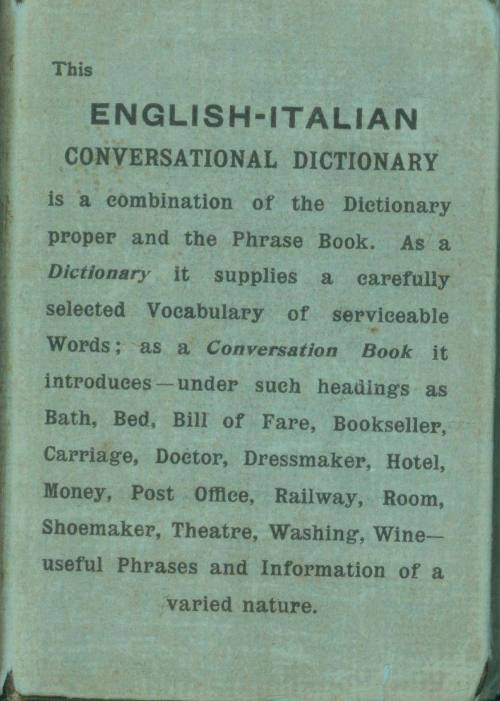 This
ENGLISH-ITALIAN
CONVERSATIONAL DICTIONARY
is a combination of the Dictionary
proper and the Phrase Book. As a
Dictionary it supplies a carefully
selected Vocabulary of serviceable
Words; as a Conversation Book it
introduces—under such headings as
Bath, Bed, Bill of Fare, Bookseller,
Carriage, Doctor, Dressmaker, Hotel,
Money, Post Office, Railway, Room,
Shoemaker, Theatre, Washing, Wine—
useful Phrases and Information of a
varied nature.